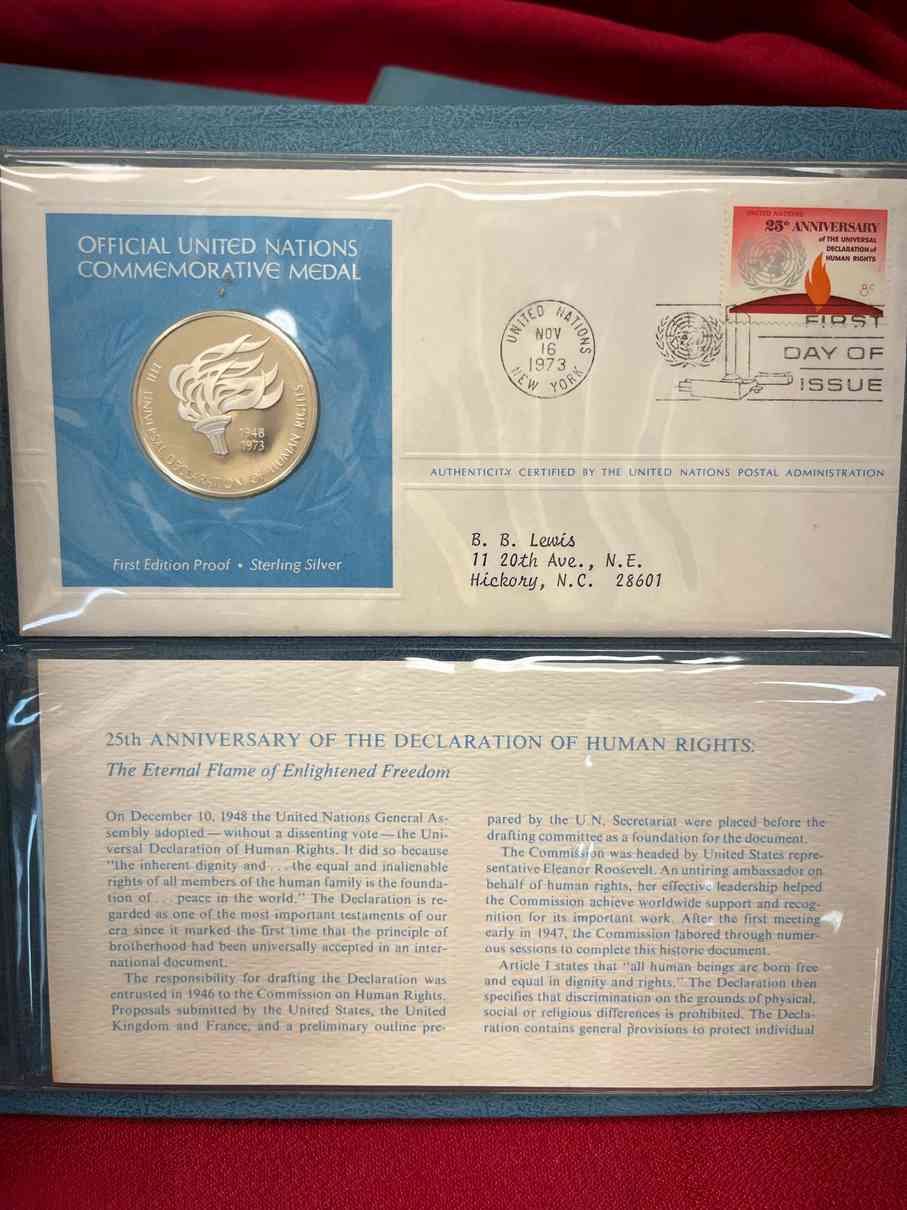 OFFICIAL UNITED NATIONS
COMMEMORATIVE MEDAL
THE UNIVERSAL DECLARATION OF HUMAN RIGHTS
1948
1973
First Edition Proof • Sterling Silver
UNITED NATIONS
25th ANNIVERSARY
of THE UNIVERSAL
DECLARATION of
HUMAN RIGHTS
8c
UNITED NATIONS
NOV
16
1973
NEW YORK
FIRST
DAY OF
ISSUE
AUTHENTICITY CERTIFIED BY THE UNITED NATIONS POSTAL ADMINISTRATION
B. B. Lewis
11 20th Ave., N.E.
Hickory, N.C. 28601
25th ANNIVERSARY OF THE DECLARATION OF HUMAN RIGHTS:
The Eternal Flame of Enlightened Freedom
On December 10, 1948 the United Nations General As-
sembly adopted — without a dissenting vote — the Uni-
versal Declaration of Human Rights. It did so because
"the inherent dignity and . . . the equal and inalienable
rights of all members of the human family is the founda-
tion of . . . peace in the world." The Declaration is re-
garded as one of the most important testaments of our
era since it marked the first time that the principle of
brotherhood had been universally accepted in an inter-
national document.
The responsibility for drafting the Declaration was
entrusted in 1946 to the Commission on Human Rights.
Proposals submitted by the United States, the United
Kingdom and France, and a preliminary outline pre-
pared by the U.N. Secretariat were placed before the
drafting committee as a foundation for the document.
The Commission was headed by United States repre-
sentative Eleanor Roosevelt. An untiring ambassador on
behalf of human rights, her effective leadership helped
the Commission achieve worldwide support and recog-
nition for its important work. After the first meeting
early in 1947, the Commission labored through numer-
ous sessions to complete this historic document.
Article I states that "all human beings are born free
and equal in dignity and rights." The Declaration then
specifies that discrimination on the grounds of physical,
social or religious differences is prohibited. The Decla-
ration contains general provisions to protect individual